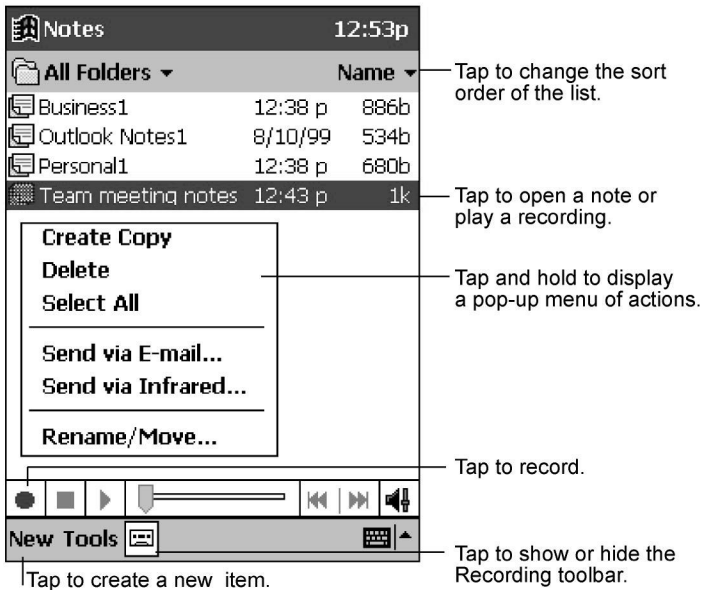 Notes 12:53p
All Folders Name
Tap to change the sort
order of the list.
Business1 12:38 p 886b
Outlook Notes1 8/10/99 534b
Personal1 12:38 p 680b
Team meeting notes 12:43 p 1k
Tap to open a note or
play a recording.
Create Copy
Delete
Select All
Tap and hold to display
a pop-up menu of actions.
Send via E-mail...
Send via Infrared...
Rename/Move...
Tap to record.
New Tools
Tap to show or hide the
Recording toolbar.
Tap to create a new item.